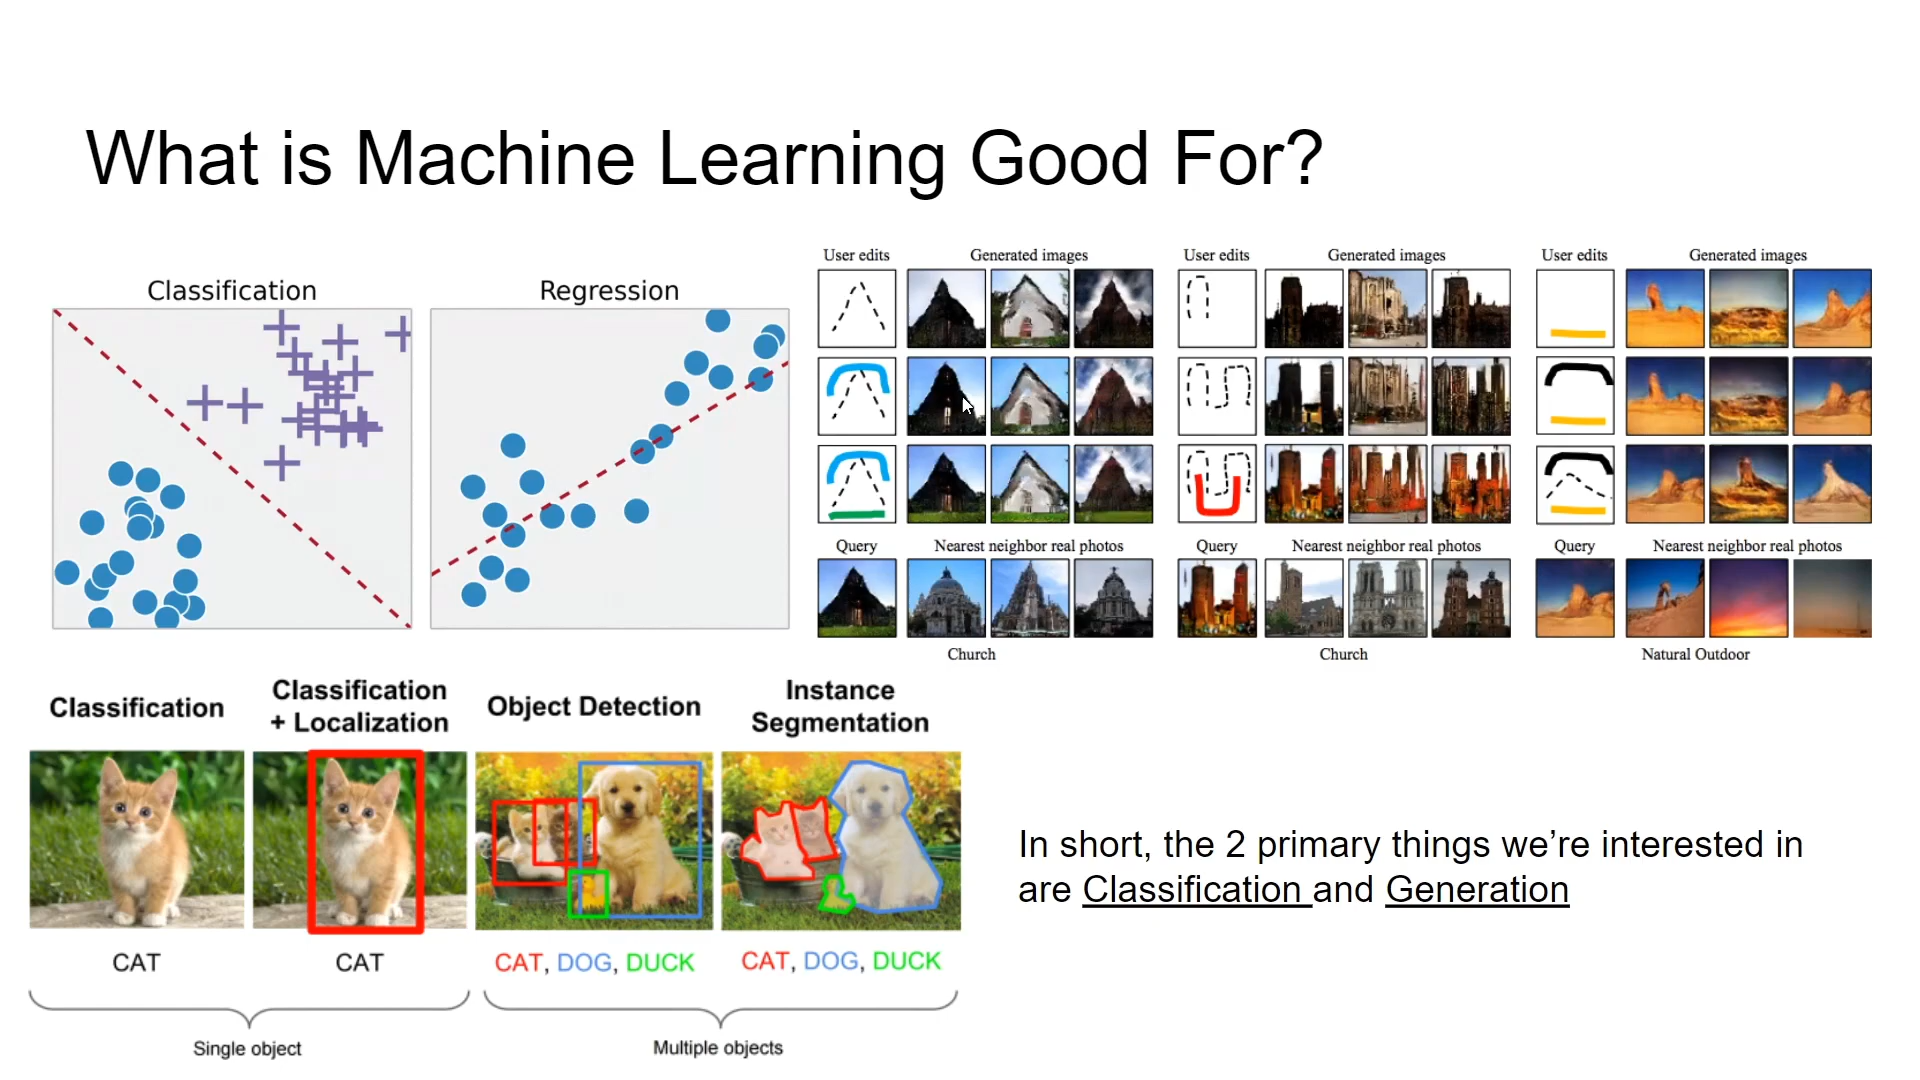 What is Machine Learning Good For?
Classification
Regression
User edits
Generated images
User edits
Generated images
User edits
Generated images
Query
Nearest neighbor real photos
Query
Nearest neighbor real photos
Query
Nearest neighbor real photos
Church
Church
Natural Outdoor
Classification
Classification
+ Localization
Object Detection
Instance
Segmentation
CAT
CAT
CAT, DOG, DUCK
CAT, DOG, DUCK
Single object
Multiple objects
In short, the 2 primary things we’re interested in
are Classification and Generation